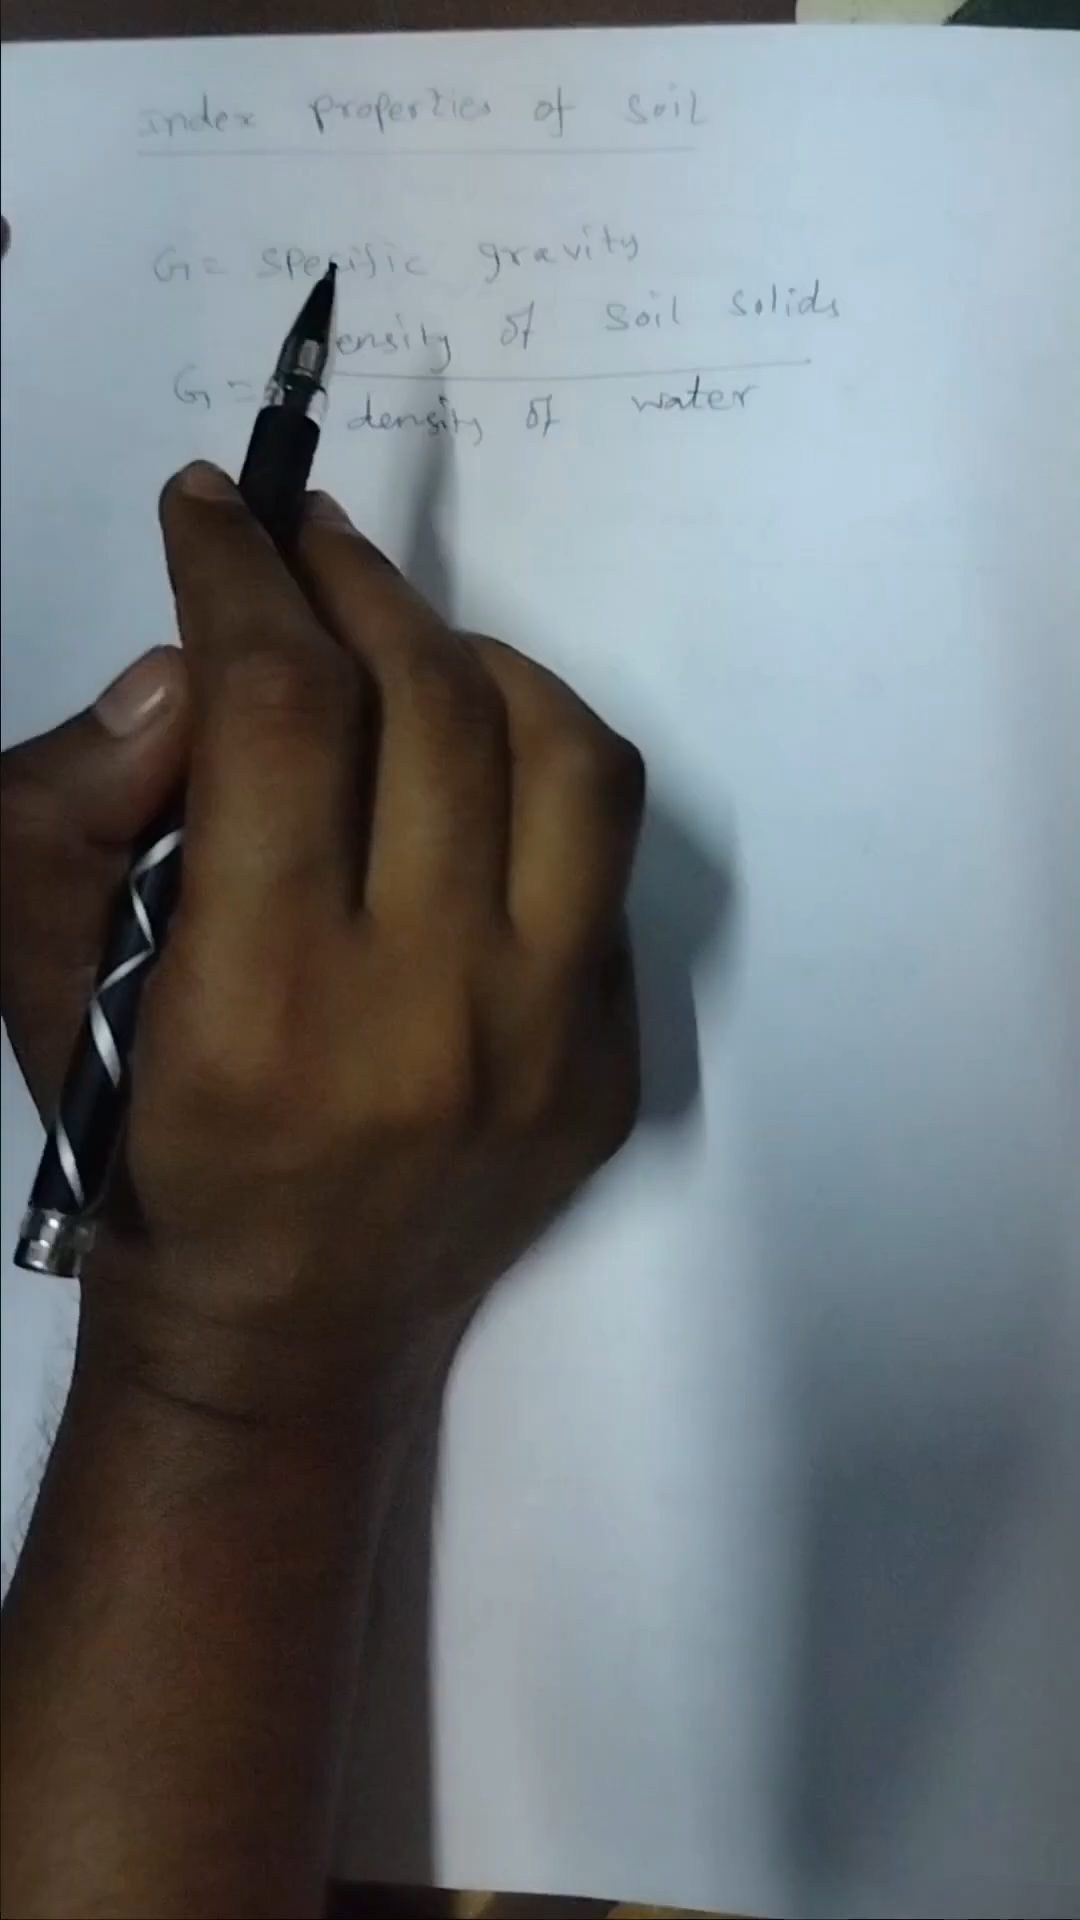 Index properties of soil
G = specific gravity
ensity of soil solids
G =
density of water